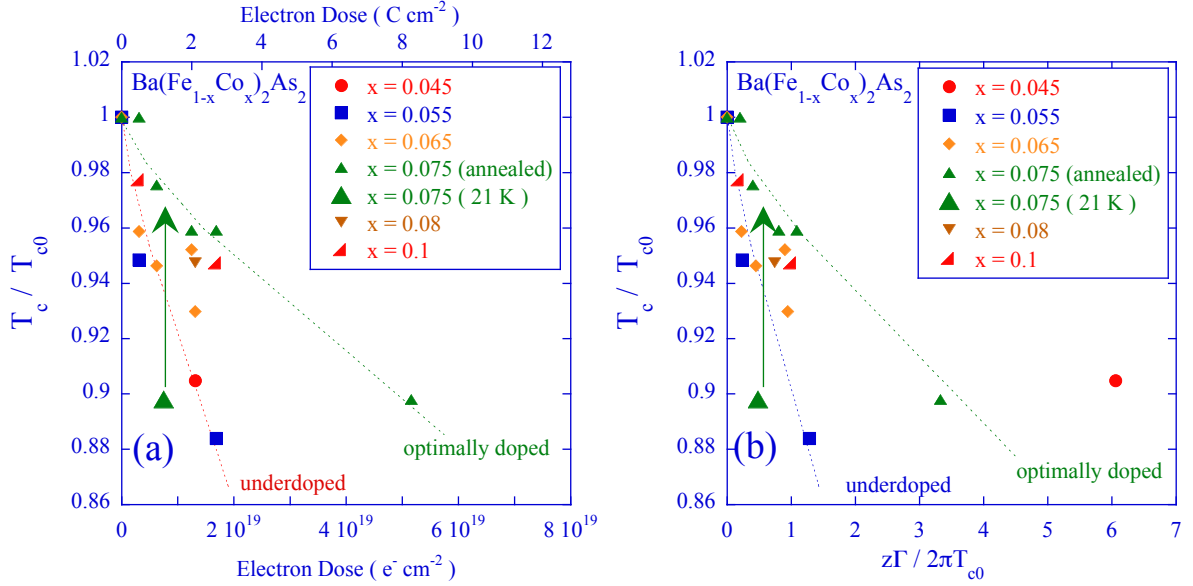 Electron Dose ( C cm-2 )
0 2 4 6 8 10 12
1.02
1
0.98
0.96
0.94
0.92
0.9
0.88
0.86
Tc / Tc0
Ba(Fe1-xCox)2As2
x = 0.045
x = 0.055
x = 0.065
x = 0.075 (annealed)
x = 0.075 ( 21 K )
x = 0.08
x = 0.1
(a)
optimally doped
underdoped
0 2 10^19 4 10^19 6 10^19 8 10^19
Electron Dose ( e- cm-2 )
1.02
1
0.98
0.96
0.94
0.92
0.9
0.88
0.86
Tc / Tc0
Ba(Fe1-xCox)2As2
x = 0.045
x = 0.055
x = 0.065
x = 0.075 (annealed)
x = 0.075 ( 21 K )
x = 0.08
x = 0.1
(b)
optimally doped
underdoped
0 1 2 3 4 5 6 7
zΓ / 2πTc0